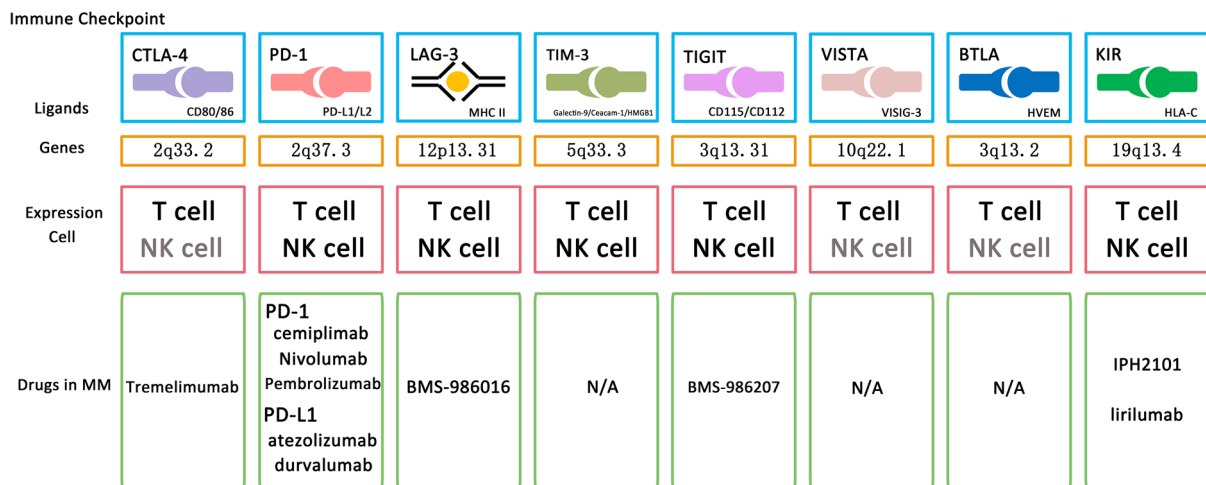 Immune Checkpoint
CTLA-4 PD-1 LAG-3 TIM-3 TIGIT VISTA BTLA KIR
Ligands CD80/86 PD-L1/L2 MHC II Galectin-9/Ceacam-1/HMGB1 CD115/CD112 VISIG-3 HVEM HLA-C
Genes 2q33.2 2q37.3 12p13.31 5q33.3 3q13.31 10q22.1 3q13.2 19q13.4
Expression T cell T cell T cell T cell T cell T cell T cell T cell
Cell NK cell NK cell NK cell NK cell NK cell NK cell NK cell NK cell
Drugs in MM
Tremelimumab
PD-1
cemiplimab
Nivolumab
Pembrolizumab
PD-L1
atezolizumab
durvalumab
BMS-986016
N/A
BMS-986207
N/A
N/A
IPH2101
lirilumab